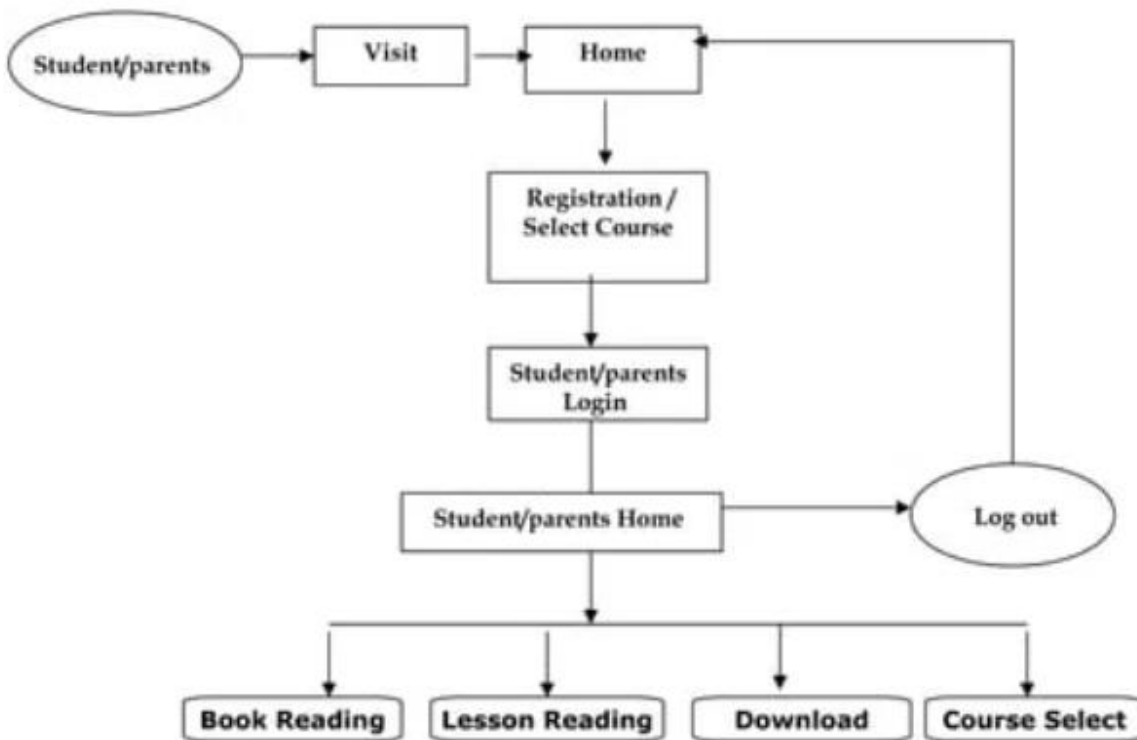 Student/parents
Visit
Home
Registration /
Select Course
Student/parents
Login
Student/parents Home
Log out
Book Reading
Lesson Reading
Download
Course Select